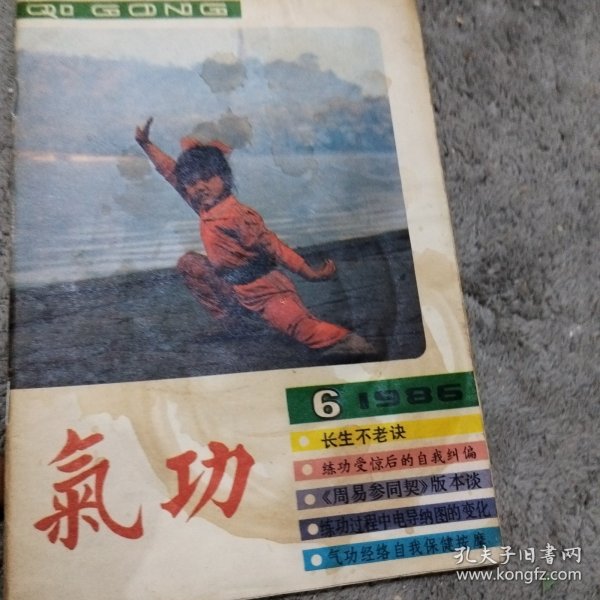 QI GONG
6 1986
长生不老诀
练功受惊后的自我纠偏
《周易参同契》版本谈
练功过程中电导纳图的变化
气功经络自我保健按摩
氣功
孔夫子旧书网
www.kongfz.com